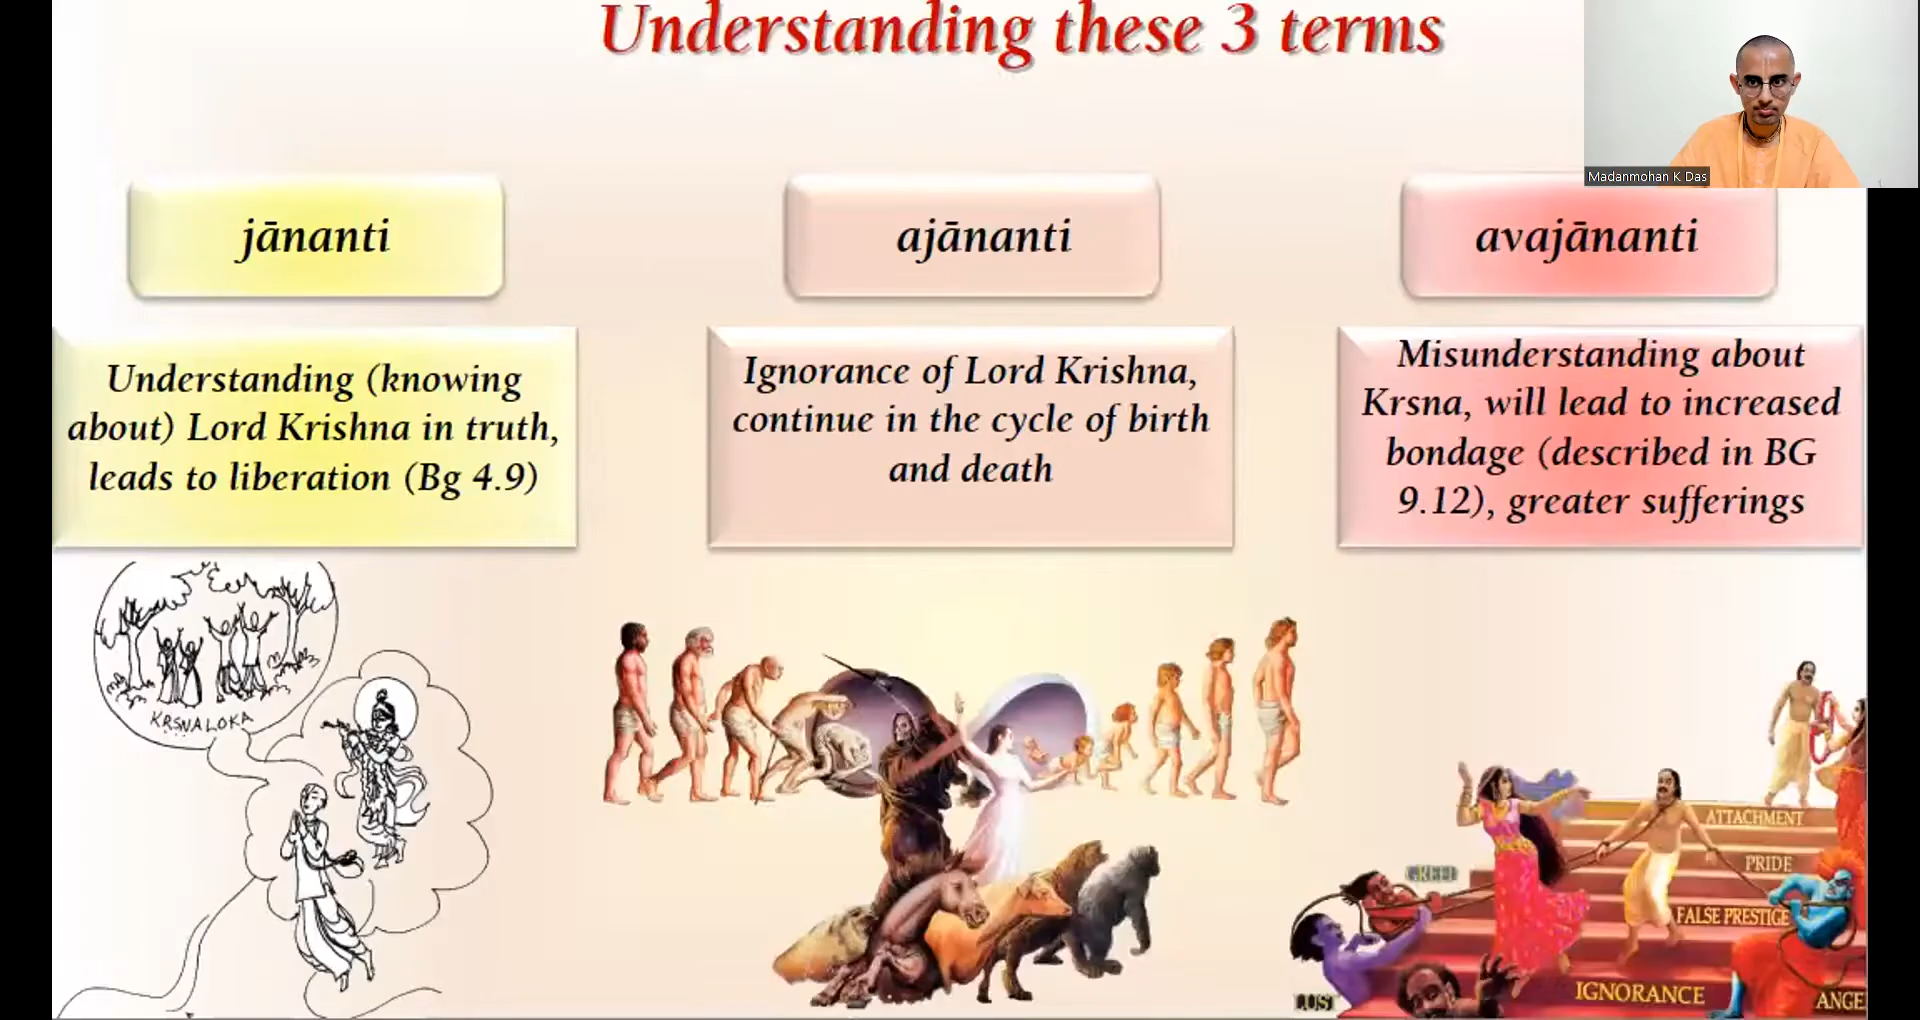 Understanding these 3 terms
Madanmohan K Das
jānanti
ajānanti
avajānanti
Understanding (knowing
about) Lord Krishna in truth,
leads to liberation (Bg 4.9)
Ignorance of Lord Krishna,
continue in the cycle of birth
and death
Misunderstanding about
Krsna, will lead to increased
bondage (described in BG
9.12), greater sufferings
KRSNALOKA
ATTACHMENT
PRIDE
GREED
FALSE PRESTIGE
IGNORANCE
LUST
ANGE